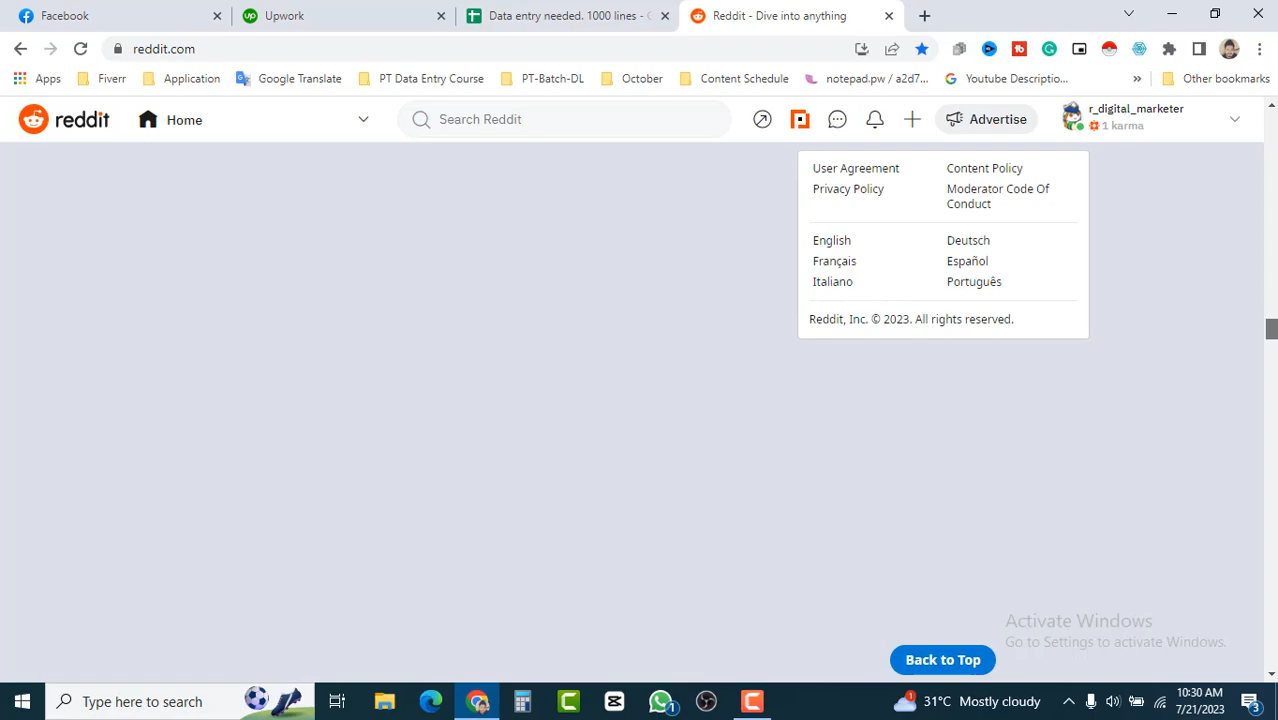 Facebook
Upwork
Data entry needed. 1000 lines -
Reddit - Dive into anything
reddit.com
Apps
Fiverr
Application
Google Translate
PT Data Entry Course
PT-Batch-DL
October
Content Schedule
notepad.pw / a2d7...
Youtube Descriptio...
»
Other bookmarks
reddit
Home
Search Reddit
Advertise
r_digital_marketer
1 karma
User Agreement
Content Policy
Privacy Policy
Moderator Code Of
Conduct
English
Deutsch
Français
Español
Italiano
Português
Reddit, Inc. © 2023. All rights reserved.
Activate Windows
Go to Settings to activate Windows.
Back to Top
Type here to search
1
1
31°C Mostly cloudy
10:30 AM
7/21/2023
3